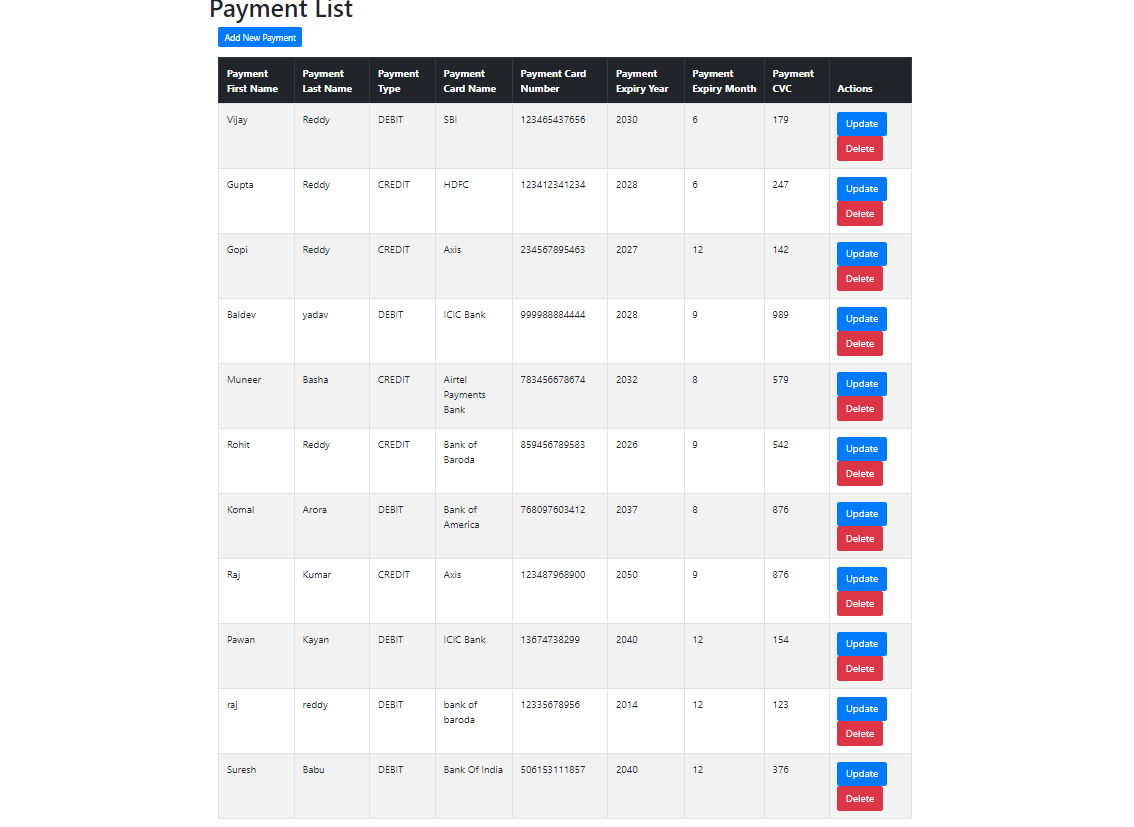 Payment List
Add New Payment
Payment Payment Payment Payment Payment Card Payment Payment Payment
First Name Last Name Type Card Name Number Expiry Year Expiry Month CVC Actions
Vijay Reddy DEBIT SBI 123465437656 2030 6 179 Update
Delete
Gupta Reddy CREDIT HDFC 123412341234 2028 6 247 Update
Delete
Gopi Reddy CREDIT Axis 234567895463 2027 12 142 Update
Delete
Baldev yadav DEBIT ICIC Bank 999988884444 2028 9 989 Update
Delete
Muneer Basha CREDIT Airtel 783456678674 2032 8 579 Update
Payments
Bank Delete
Rohit Reddy CREDIT Bank of 859456789583 2026 9 542 Update
Baroda
Delete
Komal Arora DEBIT Bank of 768097603412 2037 8 876 Update
America
Delete
Raj Kumar CREDIT Axis 123487968900 2050 9 876 Update
Delete
Pawan Kayan DEBIT ICIC Bank 13674738299 2040 12 154 Update
Delete
raj reddy DEBIT bank of 12335678956 2014 12 123 Update
baroda
Delete
Suresh Babu DEBIT Bank Of India 506153111857 2040 12 376 Update
Delete